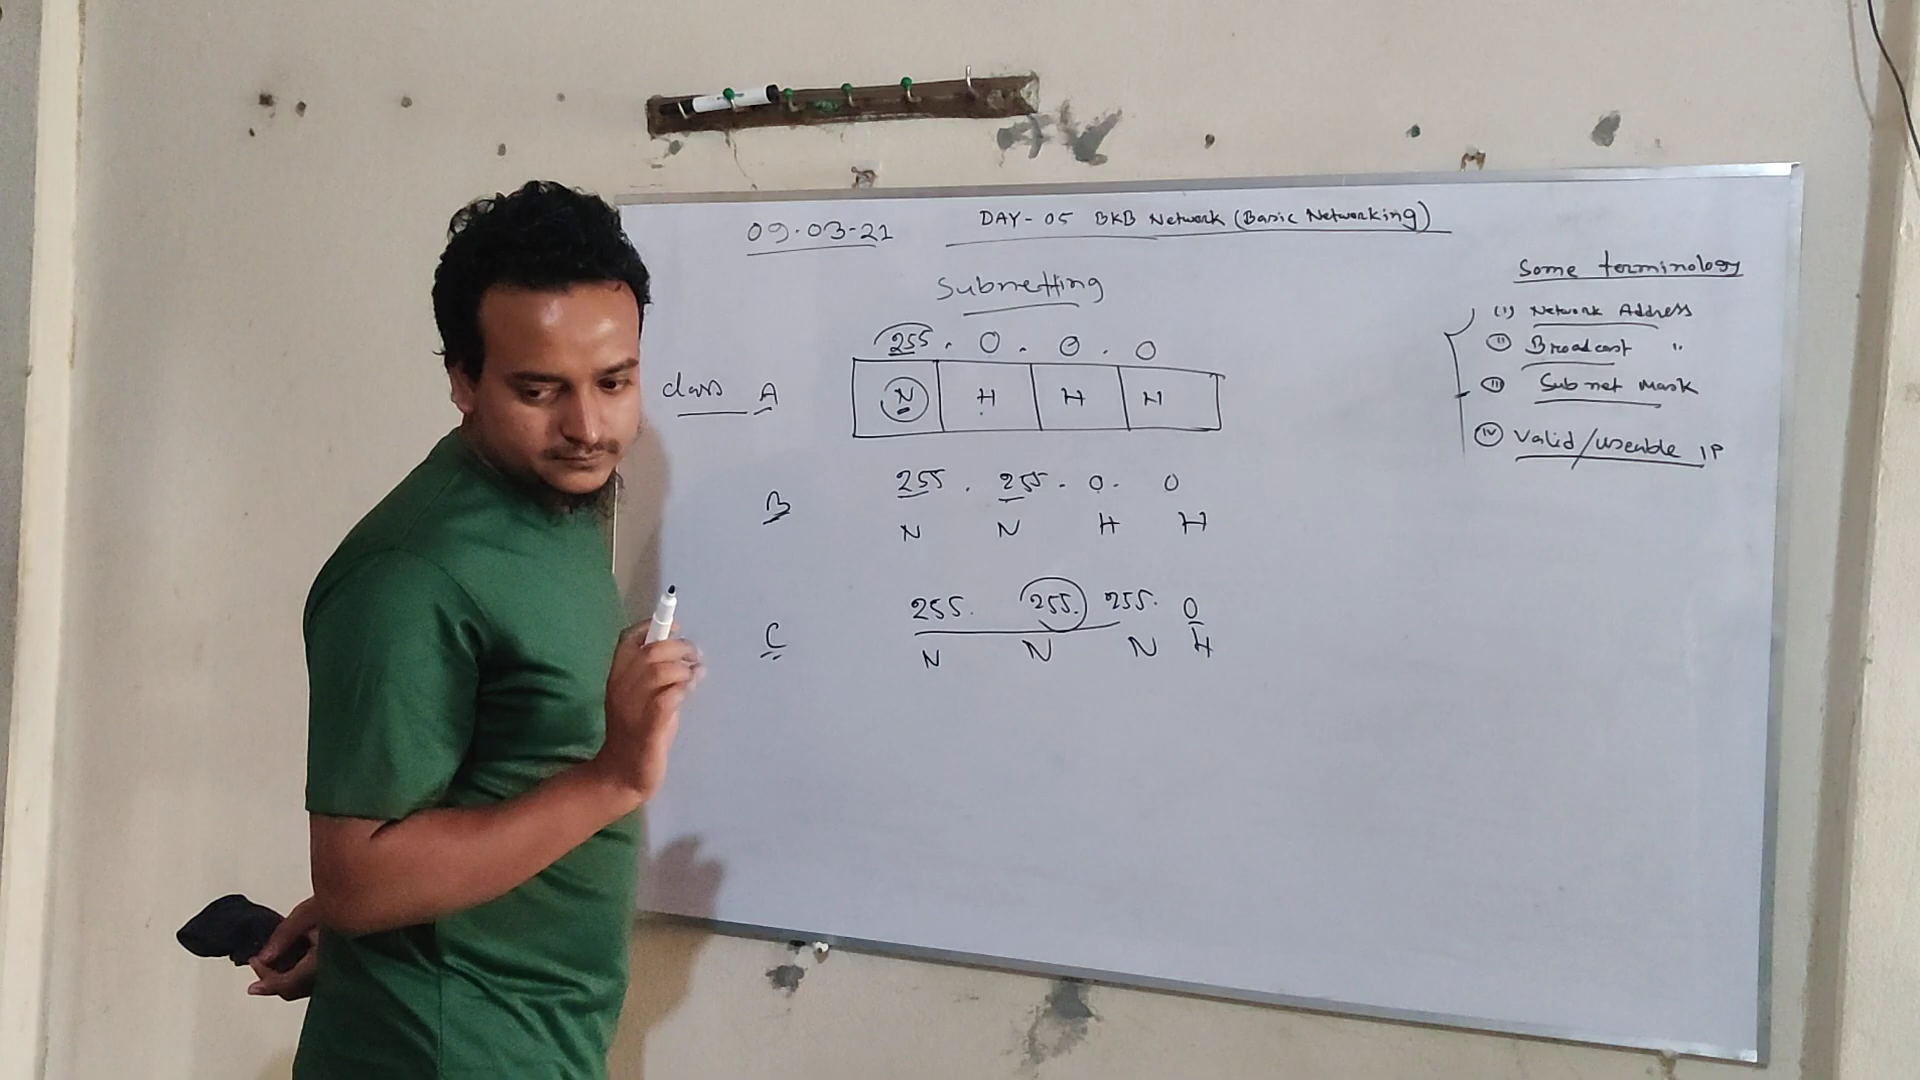 09.03-21
DAY-05 BKB Network (Basic Networking)
Subnetting
255 . 0 . 0 . 0
class A
N H H H
B
255 . 255 . 0 . 0
N N H H
C
255. 255. 255. 0
N N N H
Some terminology
(i) Network Address
(ii) Broadcast "
(iii) Subnet Mask
(iv) Valid/useable IP